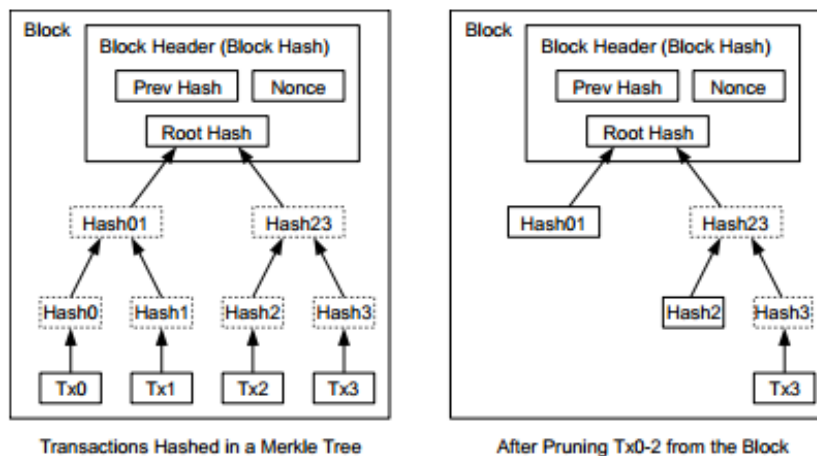 Block
Block Header (Block Hash)
Prev Hash
Nonce
Root Hash
Hash01
Hash23
Hash0
Hash1
Hash2
Hash3
Tx0
Tx1
Tx2
Tx3
Transactions Hashed in a Merkle Tree
Block
Block Header (Block Hash)
Prev Hash
Nonce
Root Hash
Hash01
Hash23
Hash2
Hash3
Tx3
After Pruning Tx0-2 from the Block